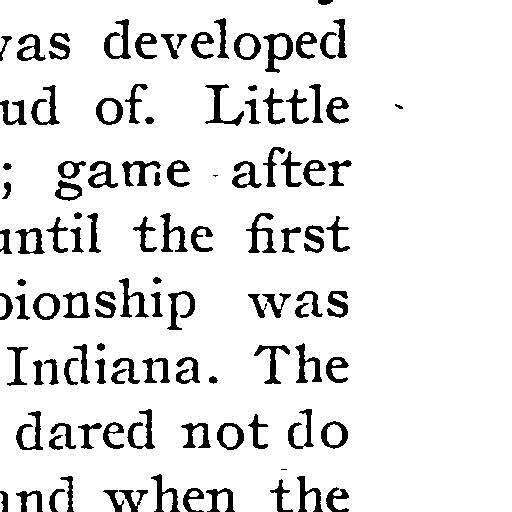 was developed
ud of. Little
; game after
until the first
pionship was
Indiana. The
dared not do
and when the